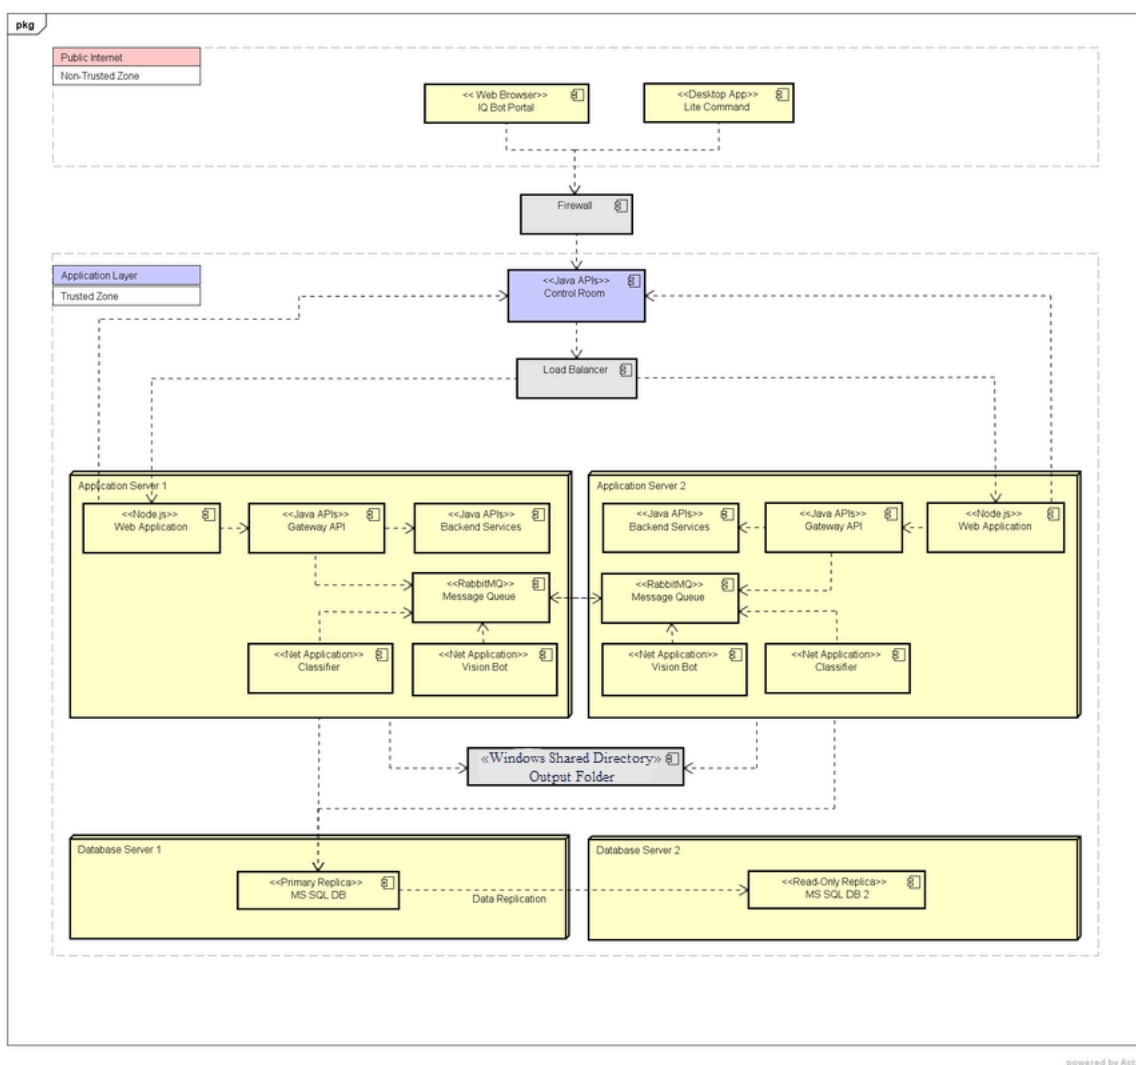 pkg
Public Internet
Non-Trusted Zone
<< Web Browser>>
IQ Bot Portal
<<Desktop App>>
Lite Command
Firewall
Application Layer
Trusted Zone
<<Java APIs>>
Control Room
Load Balancer
Application Server 1
<<Node.js>>
Web Application
<<Java APIs>>
Gateway API
<<Java APIs>>
Backend Services
<<RabbitMQ>>
Message Queue
<<Net Application>>
Classifier
<<Net Application>>
Vision Bot
Application Server 2
<<Java APIs>>
Backend Services
<<Java APIs>>
Gateway API
<<Node.js>>
Web Application
<<RabbitMQ>>
Message Queue
<<Net Application>>
Vision Bot
<<Net Application>>
Classifier
«Windows Shared Directory»
Output Folder
Database Server 1
<<Primary Replica>>
MS SQL DB
Data Replication
Database Server 2
<<Read-Only Replica>>
MS SQL DB 2
powered by Ast